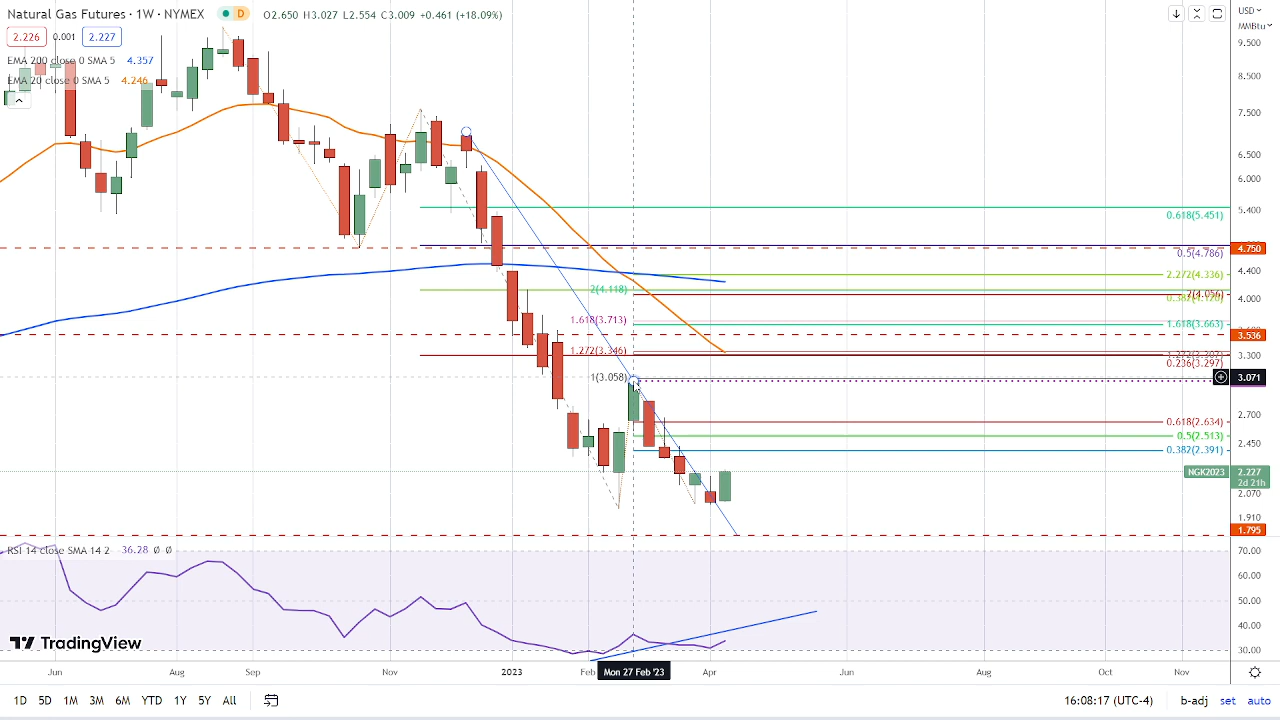 Natural Gas Futures · 1W · NYMEX D O2.650 H3.027 L2.554 C3.009 +0.461 (+18.09%)
USD
MMBtu
2.226 0.001 2.227
EMA 200 close 0 SMA 5 4.357
EMA 20 close 0 SMA 5 4.246
9.500
8.500
7.500
6.500
6.000
5.400
0.618(5.451)
4.750
0.5(4.786)
4.400
2.272(4.336)
2(4.118)
2(4.056)
4.000
1.618(3.713)
1.618(3.663)
3.536
1.272(3.346)
3.300
0.236(3.297)
1(3.058)
3.071
2.700
0.618(2.634)
0.5(2.513)
2.450
0.382(2.391)
NGK2023 2.227
2d 21h
2.070
1.910
1.795
RSI 14 close SMA 14 2 36.28 Ø Ø
70.00
60.00
50.00
40.00
30.00
TradingView
Jun Aug Sep Nov 2023 Feb Mon 27 Feb '23 Apr Jun Aug Oct Nov
1D 5D 1M 3M 6M YTD 1Y 5Y All 16:08:17 (UTC-4) b-adj set auto